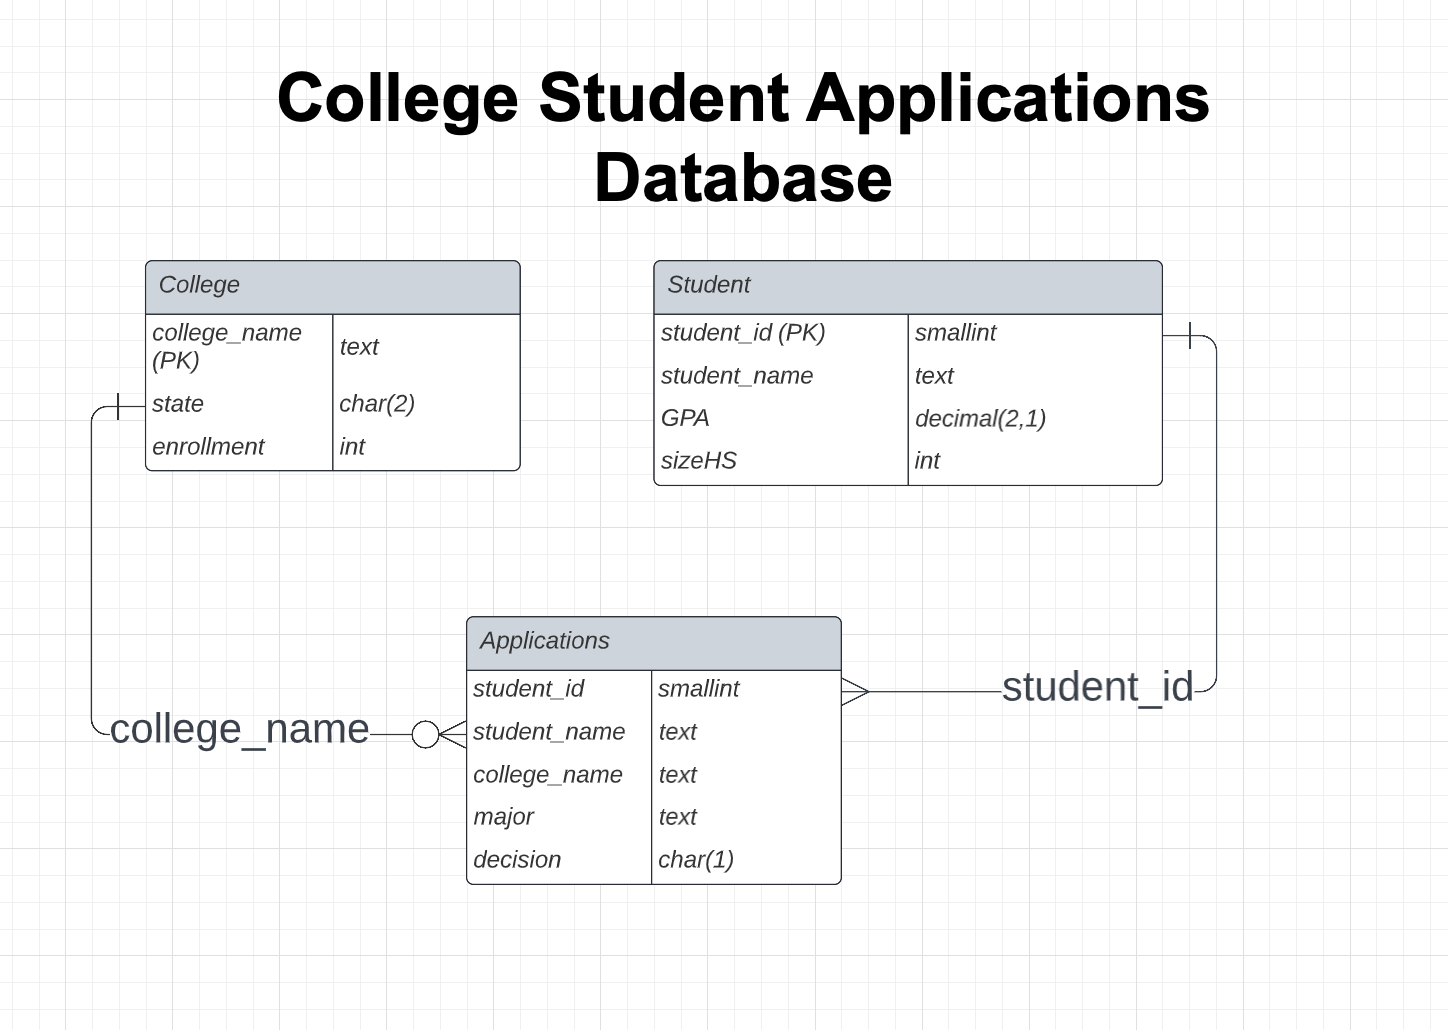 College Student Applications
Database
College
college_name
(PK)
text
state
char(2)
enrollment
int
Student
student_id (PK)
smallint
student_name
text
GPA
decimal(2,1)
sizeHS
int
Applications
student_id
smallint
student_name
text
college_name
text
major
text
decision
char(1)
college_name
student_id